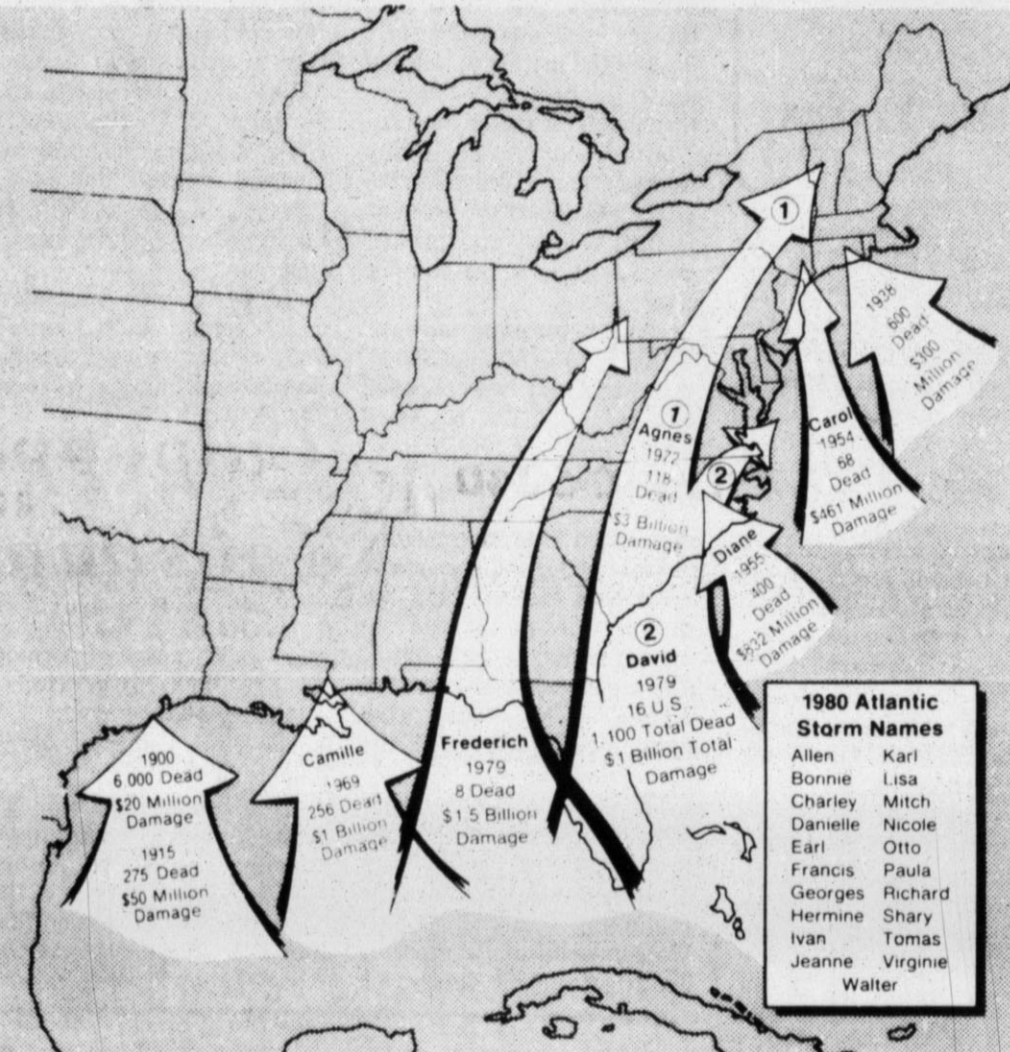 1
1938
600
Dead
$300
Million
Damage
1
Agnes
1972
118
Dead
$3 Billion
Damage
Carol
1954
68
Dead
$461 Million
Damage
2
Diane
1955
400
Dead
$832 Million
Damage
2
David
1979
16 U S
1,100 Total Dead
$1 Billion Total
Damage
1900
6 000 Dead
$20 Million
Damage
1915
275 Dead
$50 Million
Damage
Camille
1969
256 Dead
$1 Billion
Damage
Frederich
1979
8 Dead
$1 5 Billion
Damage
1980 Atlantic
Storm Names
Allen Karl
Bonnie Lisa
Charley Mitch
Danielle Nicole
Earl Otto
Francis Paula
Georges Richard
Hermine Shary
Ivan Tomas
Jeanne Virginie
Walter